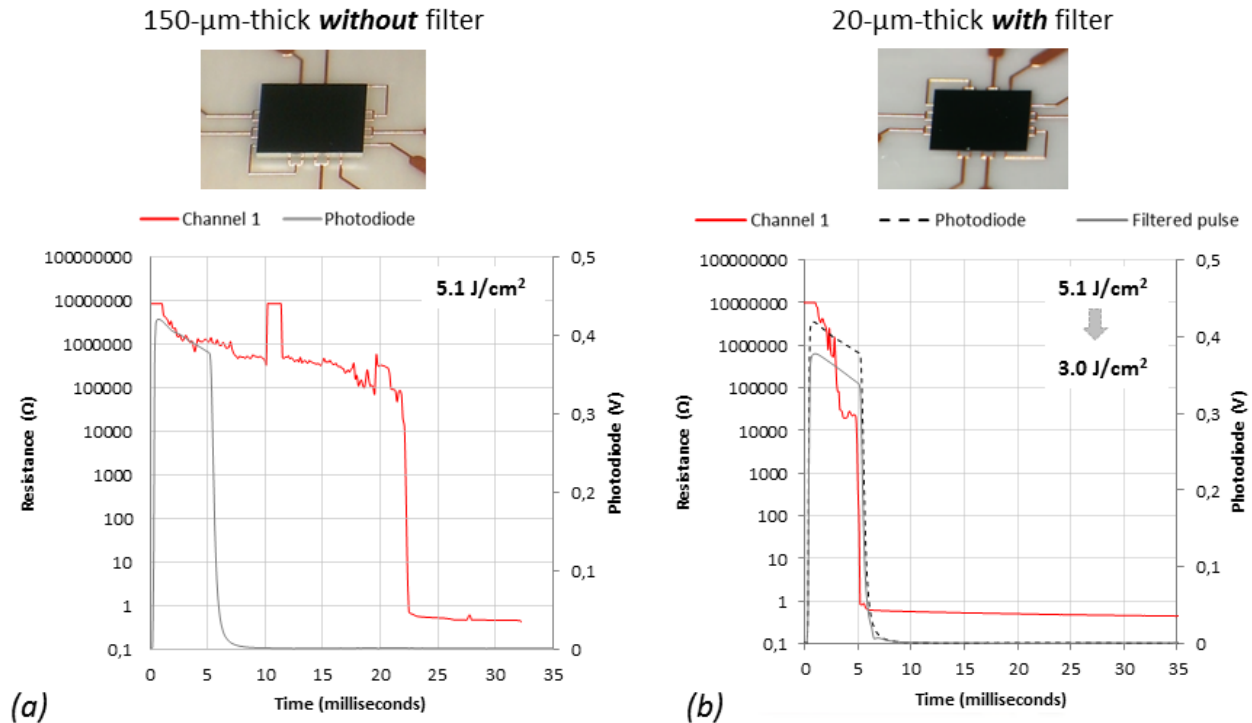 150-µm-thick without filter
Channel 1 Photodiode
100000000
10000000
1000000
100000
10000
1000
100
10
1
0,1
Resistance (Ω)
5.1 J/cm²
0,5
0,4
0,3
0,2
0,1
0
Photodiode (V)
0 5 10 15 20 25 30 35
Time (milliseconds)
(a)
20-µm-thick with filter
Channel 1 Photodiode Filtered pulse
100000000
10000000
1000000
100000
10000
1000
100
10
1
0,1
Resistance (Ω)
5.1 J/cm²
3.0 J/cm²
0,5
0,4
0,3
0,2
0,1
0
Photodiode (V)
0 5 10 15 20 25 30 35
Time (milliseconds)
(b)